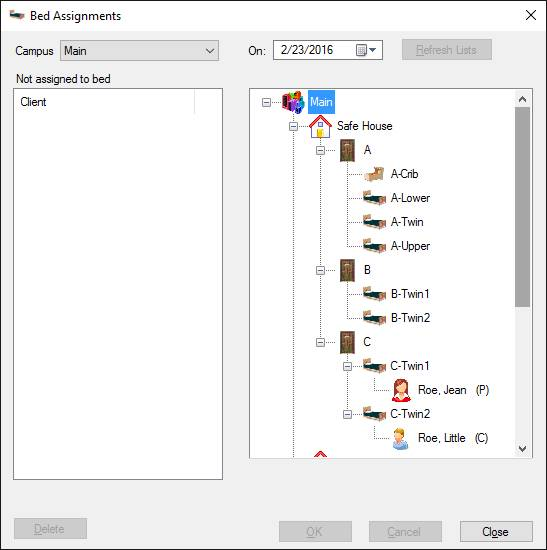 Bed Assignments
Campus Main On: 2/23/2016 Refresh Lists
Not assigned to bed
Client
Main
Safe House
A
A-Crib
A-Lower
A-Twin
A-Upper
B
B-Twin1
B-Twin2
C
C-Twin1
Roe, Jean (P)
C-Twin2
Roe, Little (C)
Delete OK Cancel Close